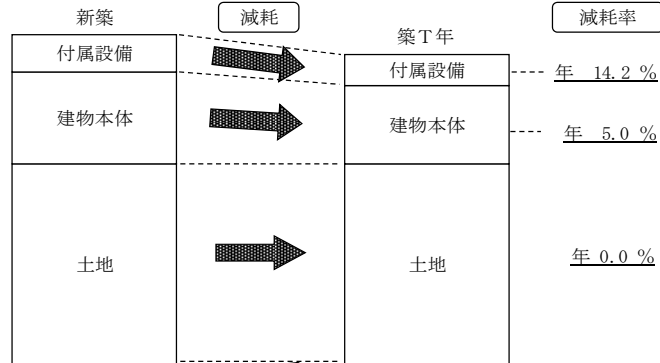 新築
減耗
減耗率
築T年
付属設備
付属設備
年 14.2 %
建物本体
建物本体
年 5.0 %
土地
土地
年 0.0 %